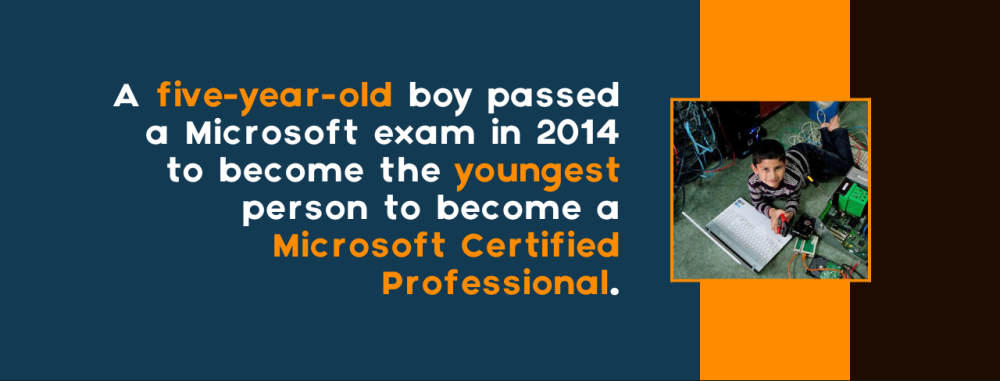 A five-year-old boy passed
a Microsoft exam in 2014
to become the youngest
person to become a
Microsoft Certified
Professional.